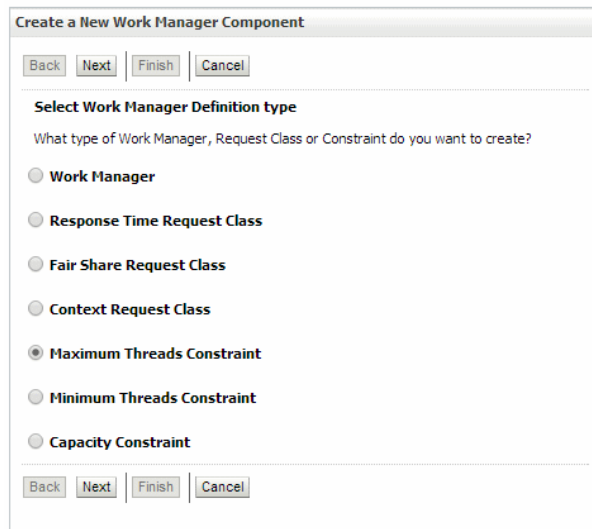 Create a New Work Manager Component
Back Next Finish Cancel
Select Work Manager Definition type
What type of Work Manager, Request Class or Constraint do you want to create?
Work Manager
Response Time Request Class
Fair Share Request Class
Context Request Class
Maximum Threads Constraint
Minimum Threads Constraint
Capacity Constraint
Back Next Finish Cancel